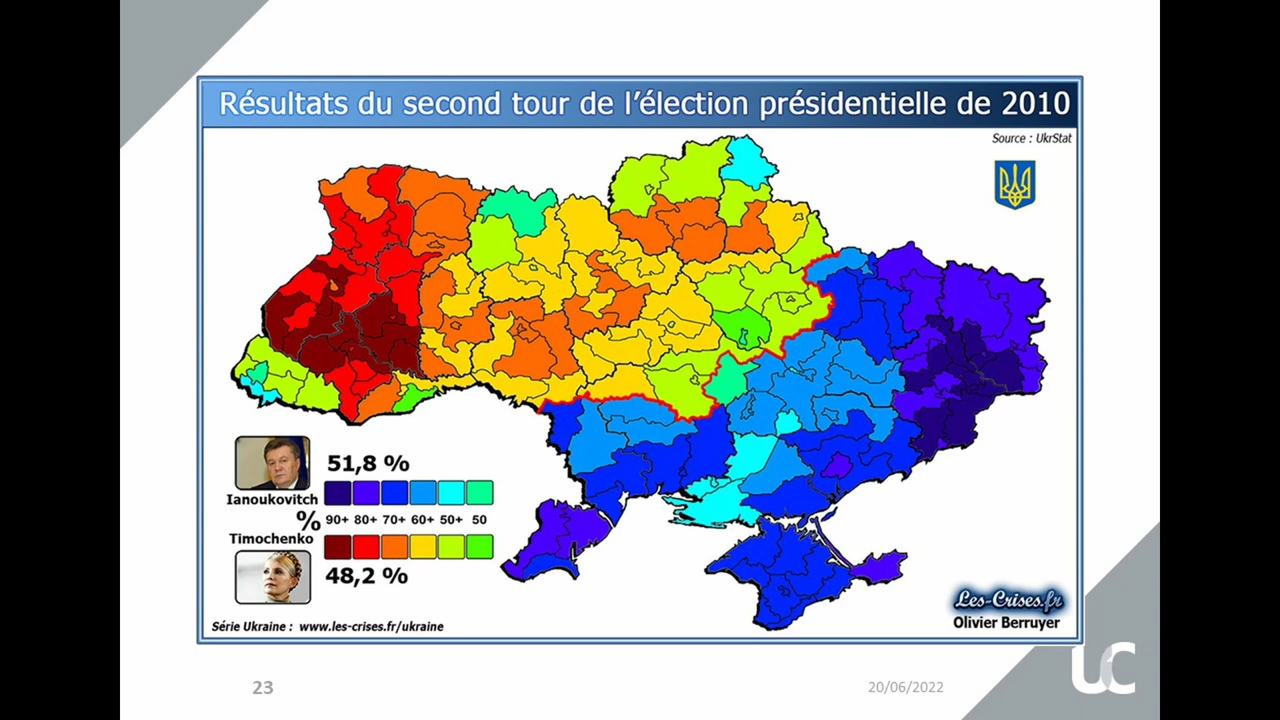 Résultats du second tour de l'élection présidentielle de 2010
Source : UkrStat
51,8 %
Ianoukovitch
% 90+ 80+ 70+ 60+ 50+ 50
Timochenko
48,2 %
Les-Crises.fr
Olivier Berruyer
Série Ukraine : www.les-crises.fr/ukraine
UC
23
20/06/2022